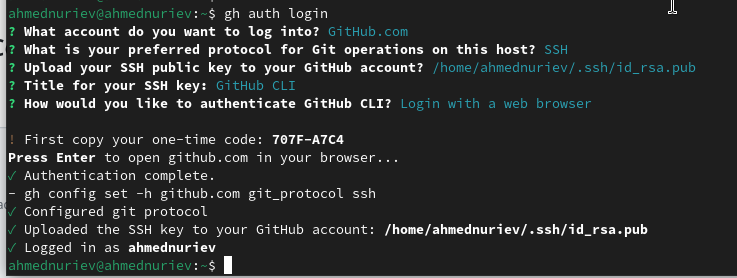 ahmednuriev@ahmednuriev:~$ gh auth login
? What account do you want to log into? GitHub.com
? What is your preferred protocol for Git operations on this host? SSH
? Upload your SSH public key to your GitHub account? /home/ahmednuriev/.ssh/id_rsa.pub
? Title for your SSH key: GitHub CLI
? How would you like to authenticate GitHub CLI? Login with a web browser
! First copy your one-time code: 707F-A7C4
Press Enter to open github.com in your browser...
✓ Authentication complete.
- gh config set -h github.com git_protocol ssh
✓ Configured git protocol
✓ Uploaded the SSH key to your GitHub account: /home/ahmednuriev/.ssh/id_rsa.pub
✓ Logged in as ahmednuriev
ahmednuriev@ahmednuriev:~$